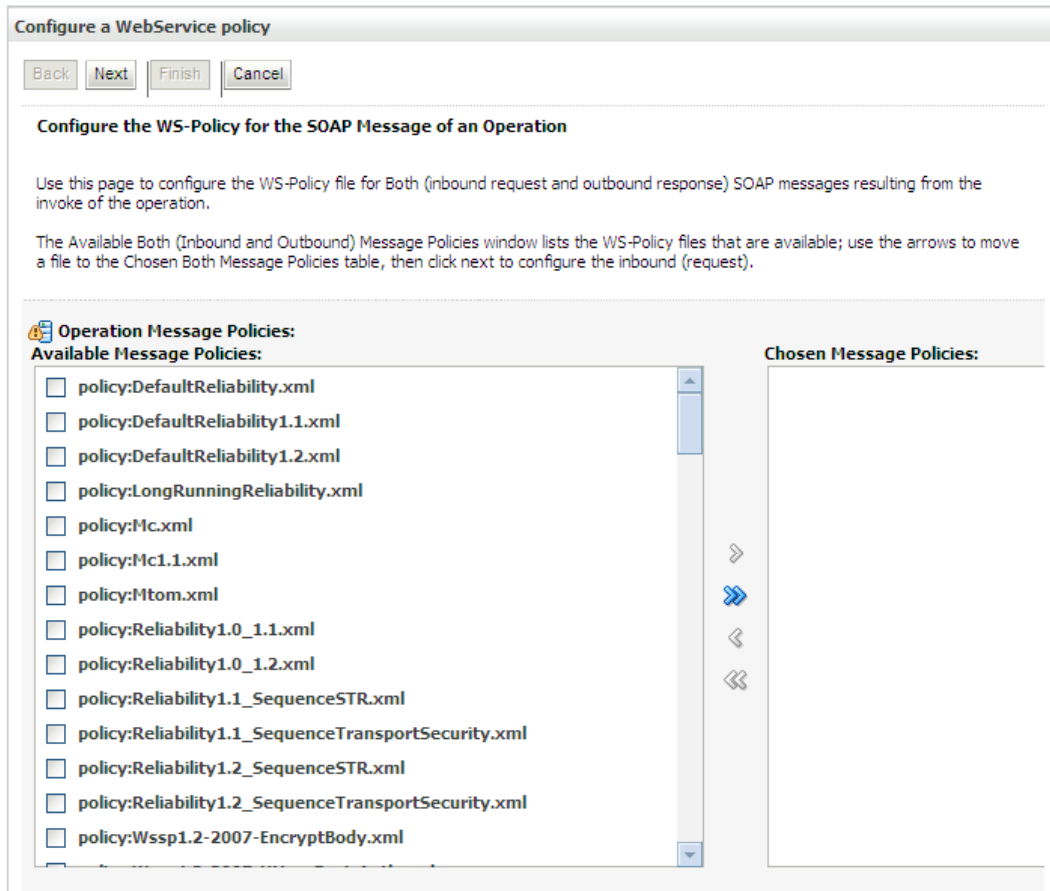 Configure a WebService policy
Back Next Finish Cancel
Configure the WS-Policy for the SOAP Message of an Operation
Use this page to configure the WS-Policy file for Both (inbound request and outbound response) SOAP messages resulting from the
invoke of the operation.
The Available Both (Inbound and Outbound) Message Policies window lists the WS-Policy files that are available; use the arrows to move
a file to the Chosen Both Message Policies table, then click next to configure the inbound (request).
Operation Message Policies:
Available Message Policies:
Chosen Message Policies:
policy:DefaultReliability.xml
policy:DefaultReliability1.1.xml
policy:DefaultReliability1.2.xml
policy:LongRunningReliability.xml
policy:Mc.xml
policy:Mc1.1.xml
policy:Mtom.xml
policy:Reliability1.0_1.1.xml
policy:Reliability1.0_1.2.xml
policy:Reliability1.1_SequenceSTR.xml
policy:Reliability1.1_SequenceTransportSecurity.xml
policy:Reliability1.2_SequenceSTR.xml
policy:Reliability1.2_SequenceTransportSecurity.xml
policy:Wssp1.2-2007-EncryptBody.xml